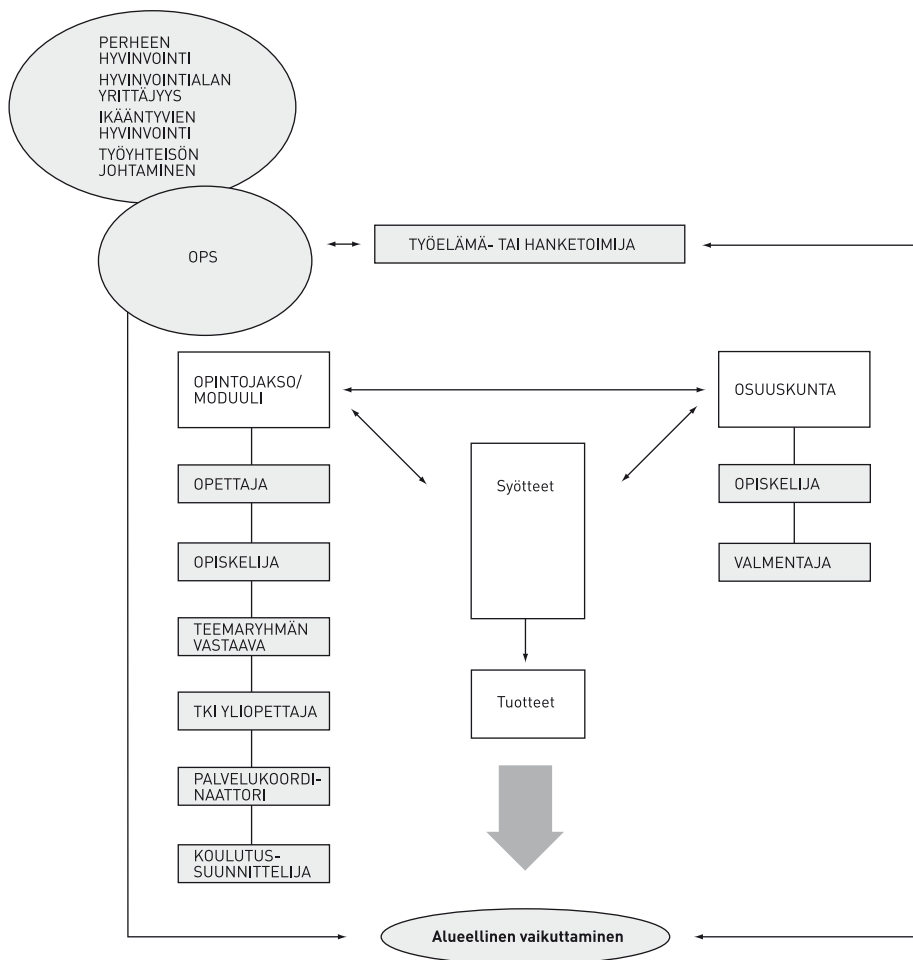 PERHEEN
HYVINVOINTI
HYVINVOINTIALAN
YRITTÄJYYS
IKÄÄNTYVIEN
HYVINVOINTI
TYÖYHTEISÖN
JOHTAMINEN
OPS
TYÖELÄMÄ- TAI HANKETOIMIJA
OPINTOJAKSO/
MODUULI
OPETTAJA
OPISKELIJA
TEEMARYHMÄN
VASTAAVA
TKI YLIOPETTAJA
PALVELUKOORDI-
NAATTORI
KOULUTUS-
SUUNNITTELIJA
Syötteet
Tuotteet
OSUUSKUNTA
OPISKELIJA
VALMENTAJA
Alueellinen vaikuttaminen